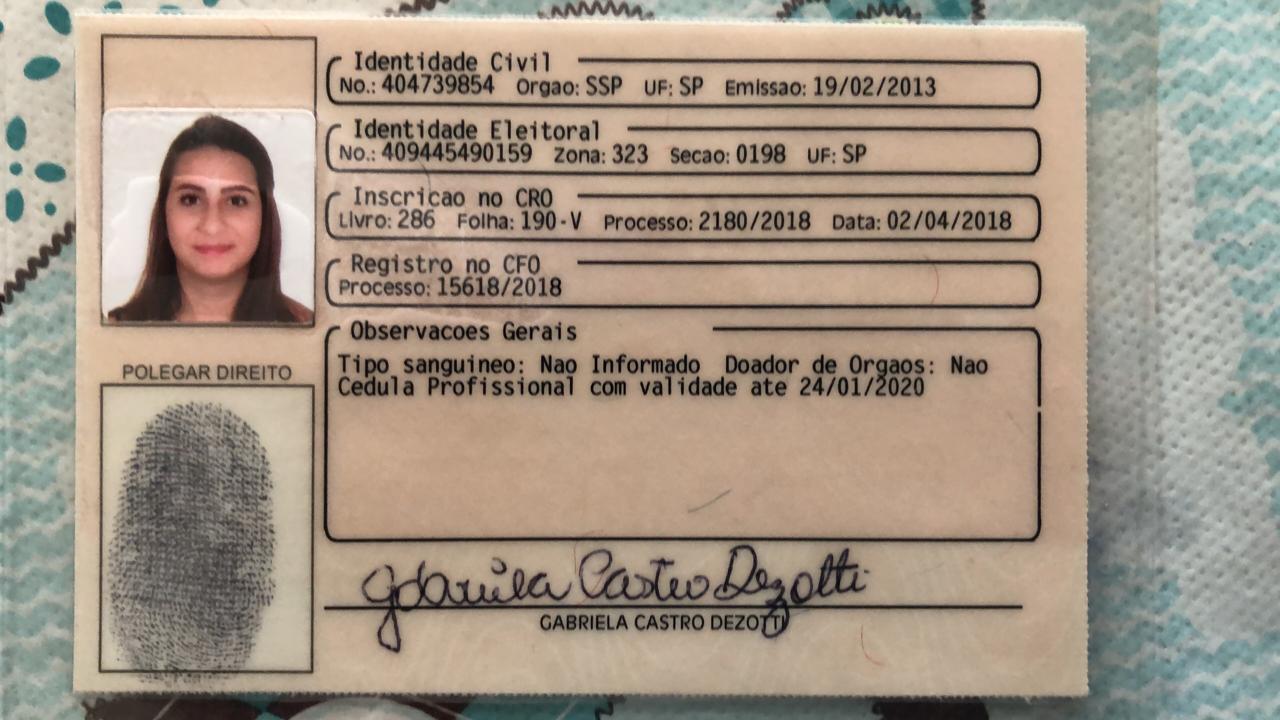 Identidade Civil
No.: 404739854 Orgao: SSP UF: SP Emissao: 19/02/2013
Identidade Eleitoral
No.: 409445490159 Zona: 323 Secao: 0198 UF: SP
Inscricao no CRO
Livro: 286 Folha: 190-V Processo: 2180/2018 Data: 02/04/2018
Registro no CFO
Processo: 15618/2018
Observacoes Gerais
Tipo sanguineo: Nao Informado Doador de Orgaos: Nao
Cedula Profissional com validade ate 24/01/2020
POLEGAR DIREITO
Gabriela Castro Dezotti
GABRIELA CASTRO DEZOTTI